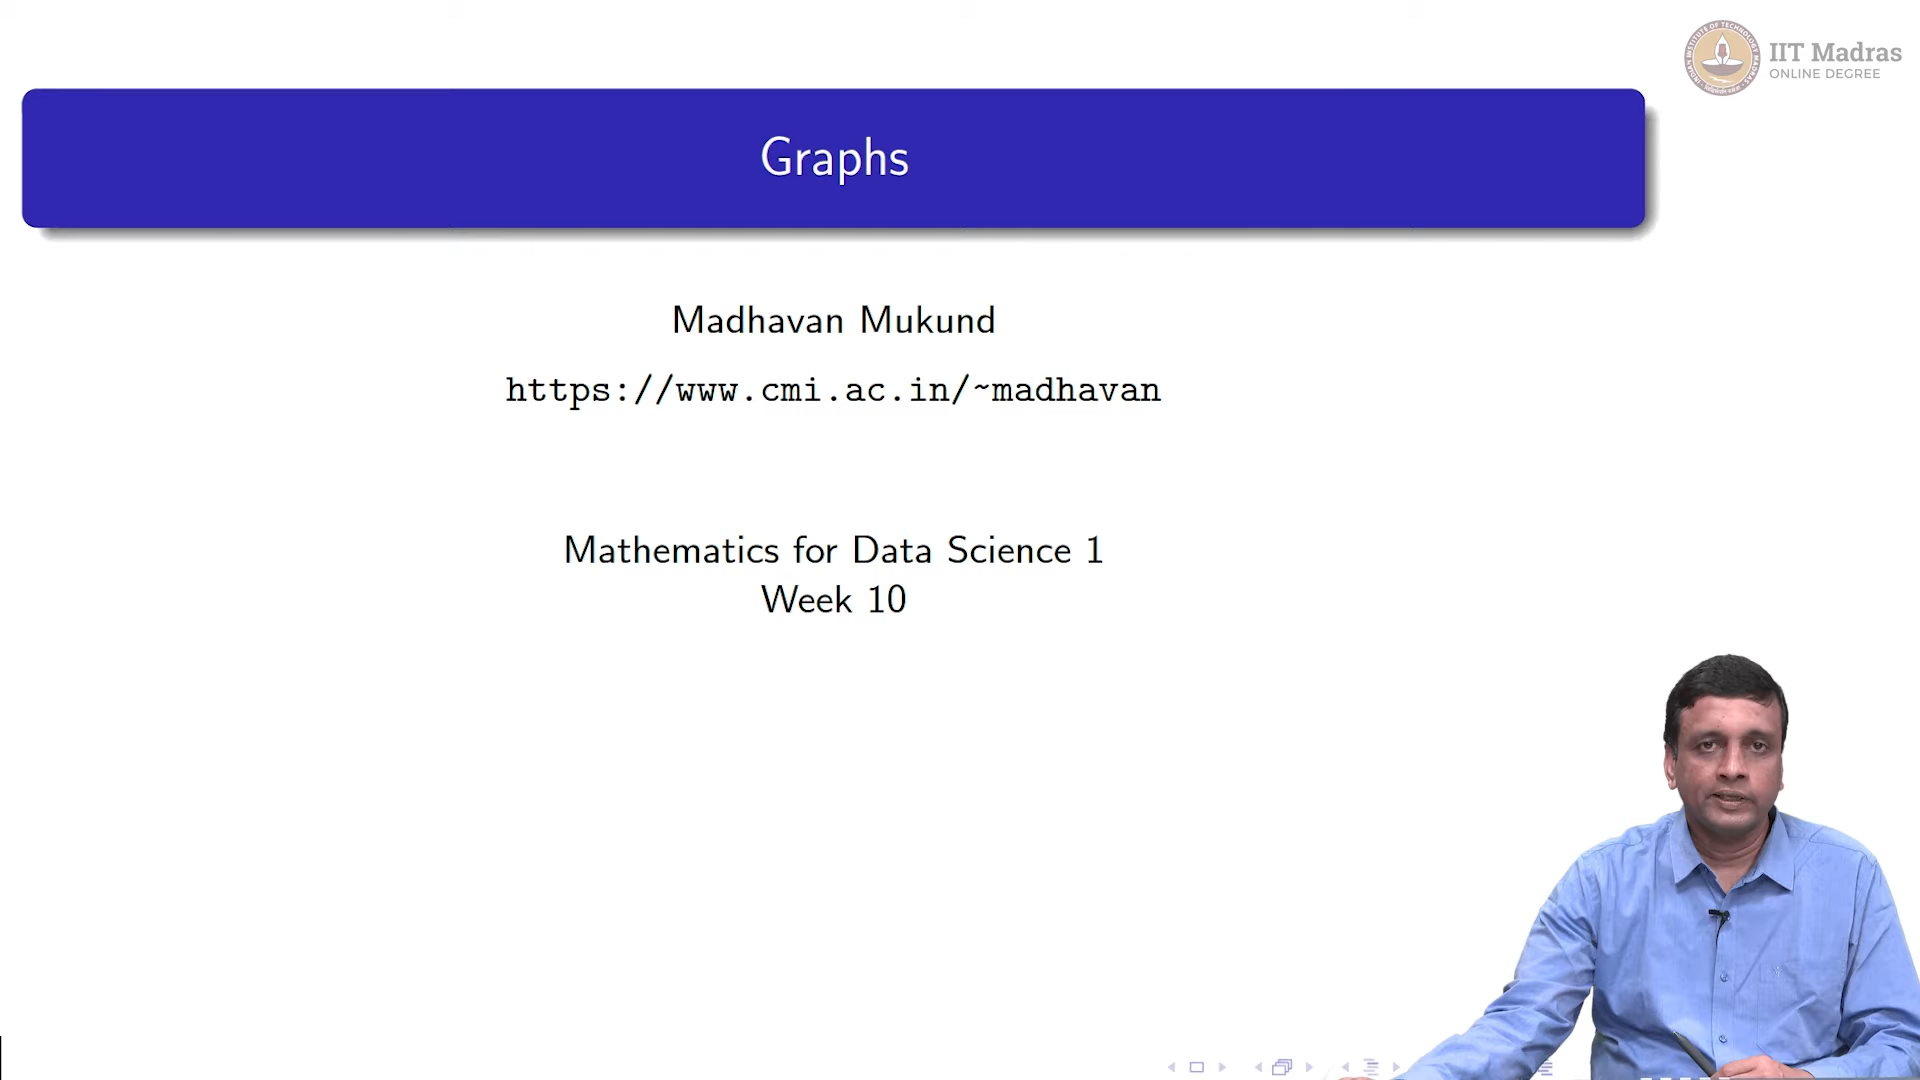 IIT Madras
ONLINE DEGREE
Graphs
Madhavan Mukund
https://www.cmi.ac.in/~madhavan
Mathematics for Data Science 1
Week 10